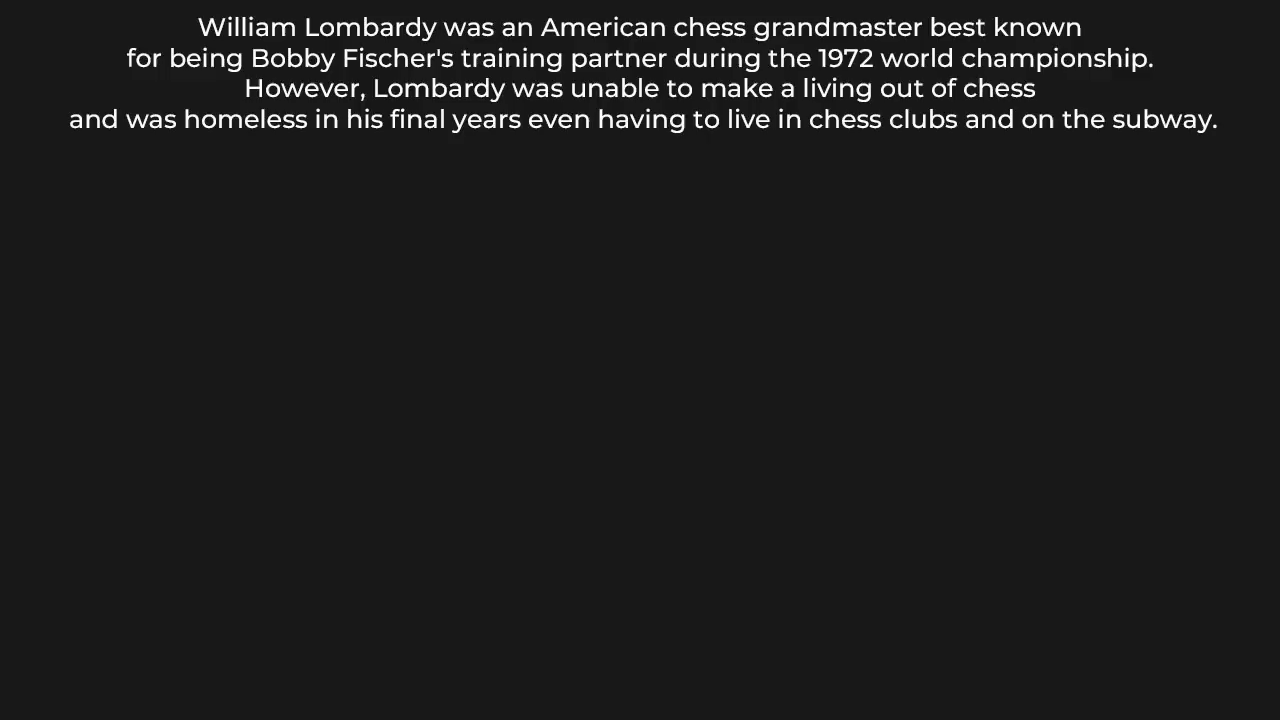 William Lombardy was an American chess grandmaster best known
for being Bobby Fischer's training partner during the 1972 world championship.
However, Lombardy was unable to make a living out of chess
and was homeless in his final years even having to live in chess clubs and on the subway.